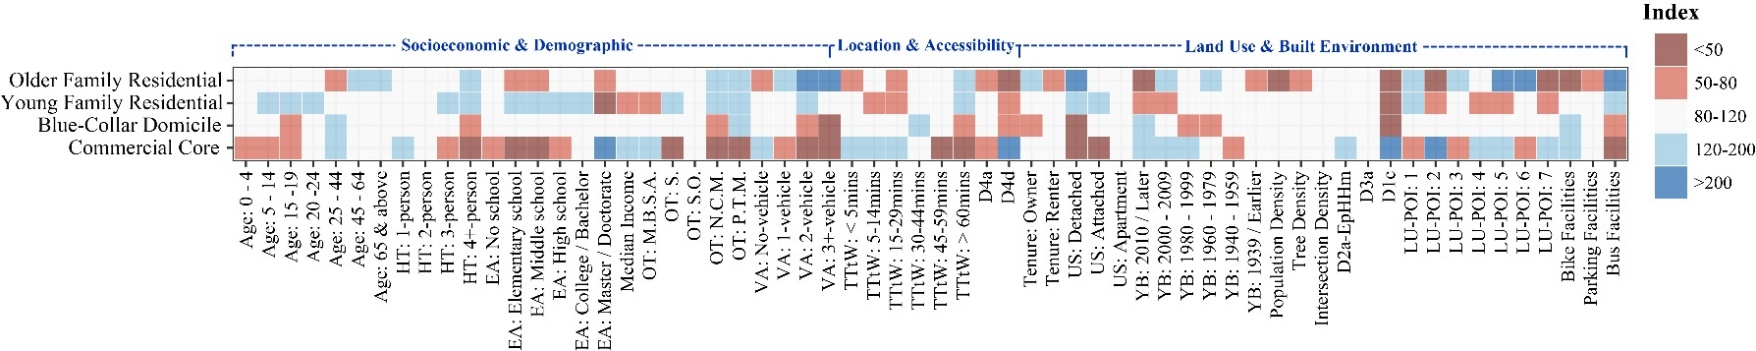 Index
Socioeconomic & Demographic
Location & Accessibility
Land Use & Built Environment
Older Family Residential
Young Family Residential
Blue-Collar Domicile
Commercial Core
<50
50-80
80-120
120-200
>200
Age: 0 - 4
Age: 5 - 14
Age: 15 -19
Age: 20 -24
Age: 25 - 44
Age: 45 - 64
Age: 65 & above
HT: 1-person
HT: 2-person
HT: 3-person
HT: 4+-person
EA: No school
EA: Elementary school
EA: Middle school
EA: High school
EA: College / Bachelor
EA: Master / Doctorate
Median Income
OT: M.B.S.A.
OT: S.
OT: S.O.
OT: N.C.M.
OT: P.T.M.
VA: No-vehicle
VA: 1-vehicle
VA: 2-vehicle
VA: 3+-vehicle
TTtW: < 5mins
TTtW: 5-14mins
TTtW: 15-29mins
TTtW: 30-44mins
TTtW: 45-59mins
TTtW: > 60mins
D4a
D4d
Tenure: Owner
Tenure: Renter
US: Detached
US: Attached
US: Apartment
YB: 2010 / Later
YB: 2000 - 2009
YB: 1980 - 1999
YB: 1960 - 1979
YB: 1940 - 1959
YB: 1939 / Earlier
Population Density
Tree Density
Intersection Density
D2a-EpHHm
D3a
D1c
LU-POI: 1
LU-POI: 2
LU-POI: 3
LU-POI: 4
LU-POI: 5
LU-POI: 6
LU-POI: 7
Bike Facilities
Parking Facilities
Bus Facilities